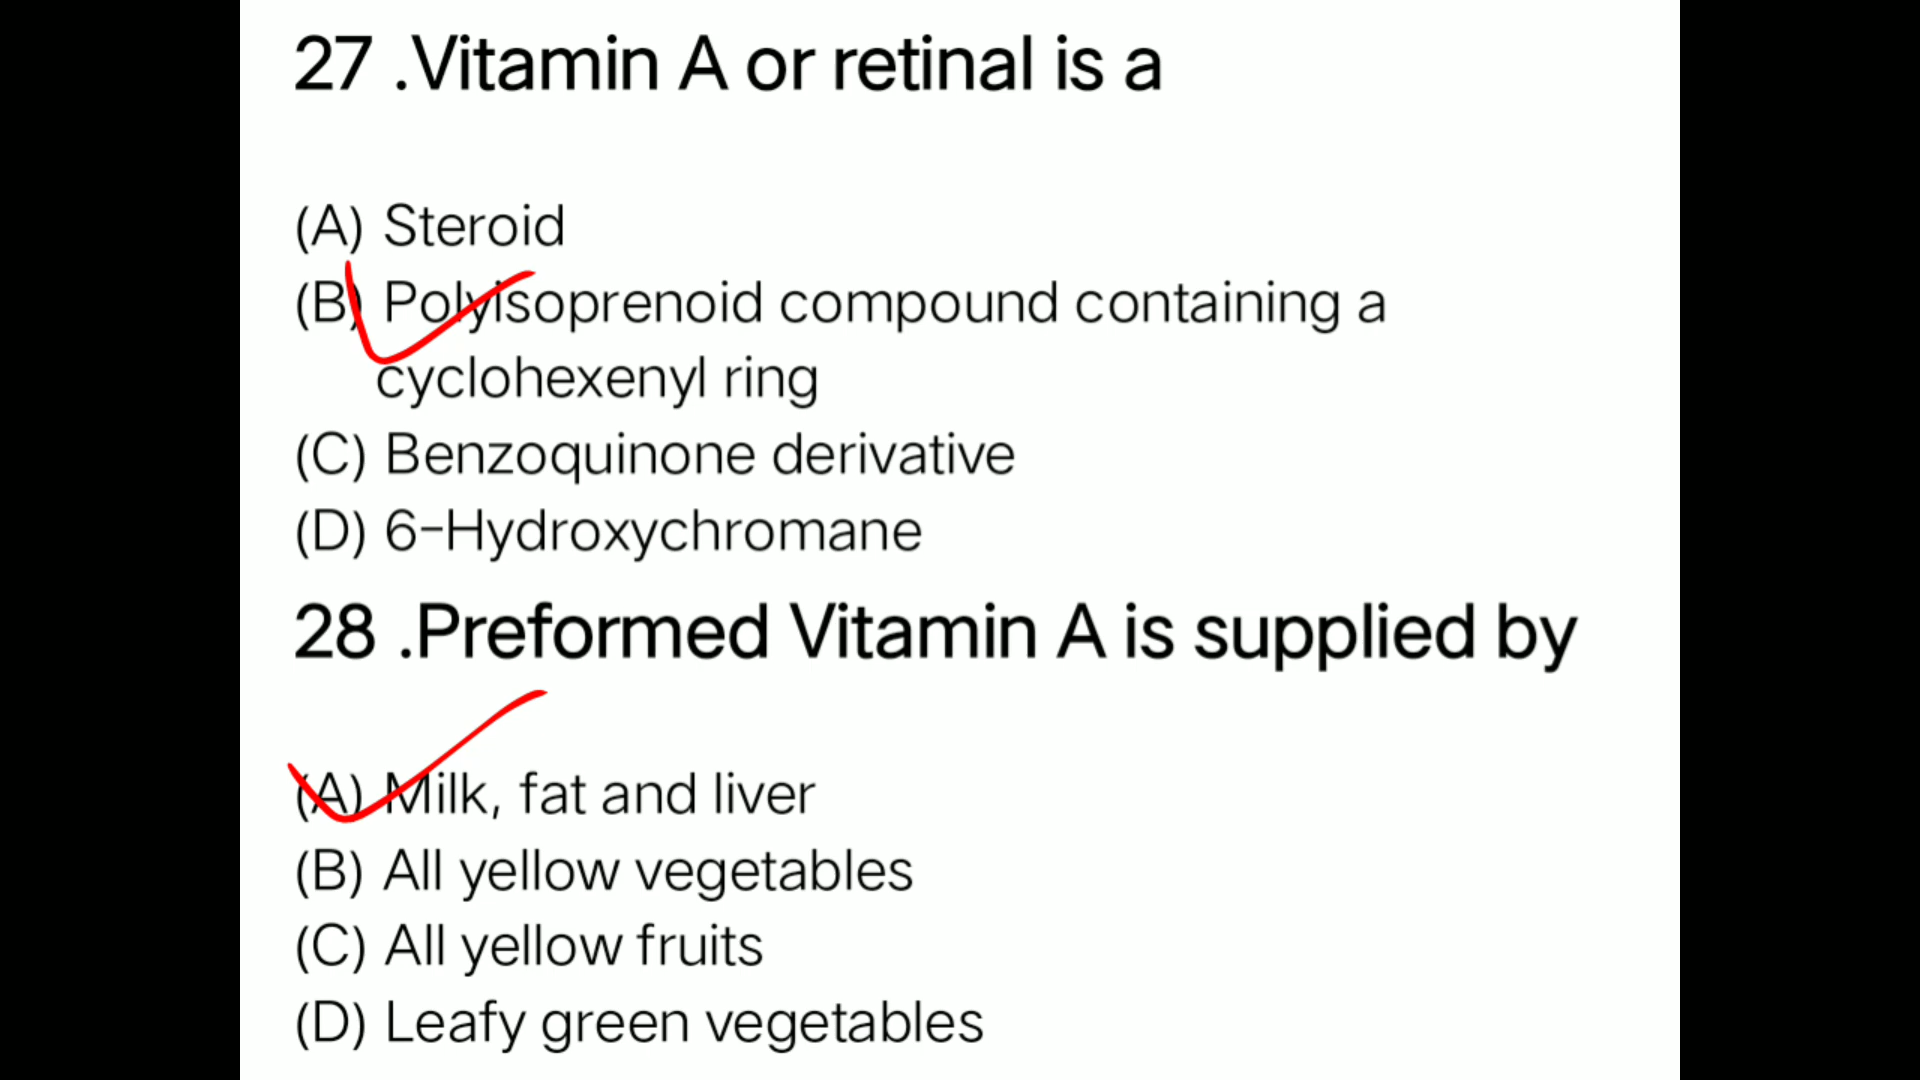 27 .Vitamin A or retinal is a
(A) Steroid
(B) Polyisoprenoid compound containing a
cyclohexenyl ring
(C) Benzoquinone derivative
(D) 6-Hydroxychromane
28 .Preformed Vitamin A is supplied by
(A) Milk, fat and liver
(B) All yellow vegetables
(C) All yellow fruits
(D) Leafy green vegetables